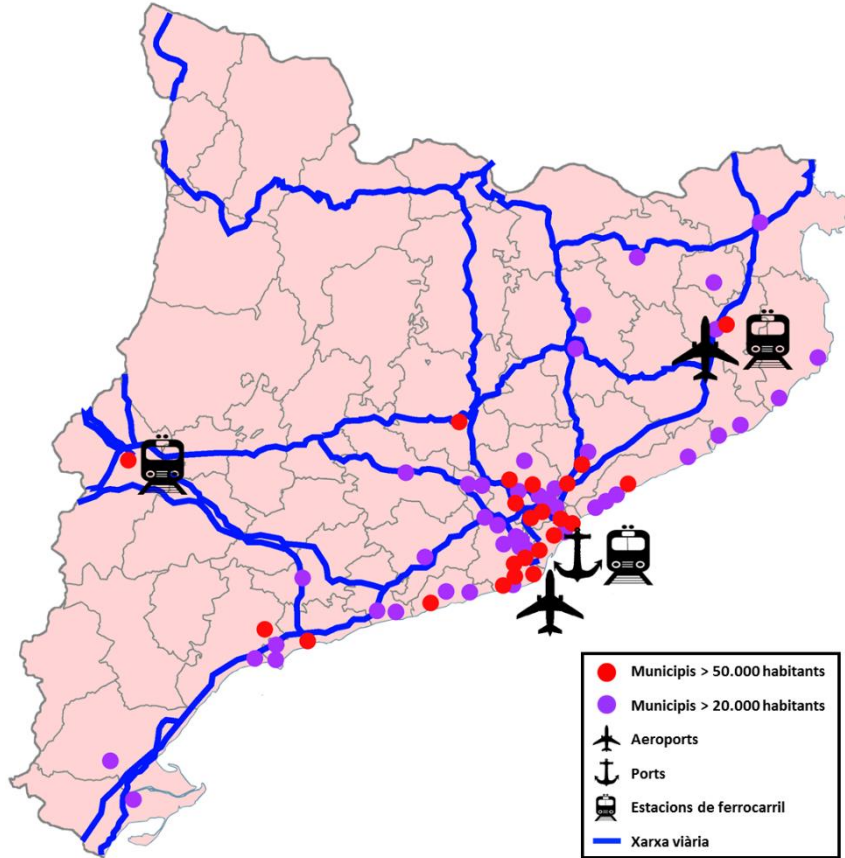 Municipis > 50.000 habitants
Municipis > 20.000 habitants
Aeroports
Ports
Estacions de ferrocarril
Xarxa viària